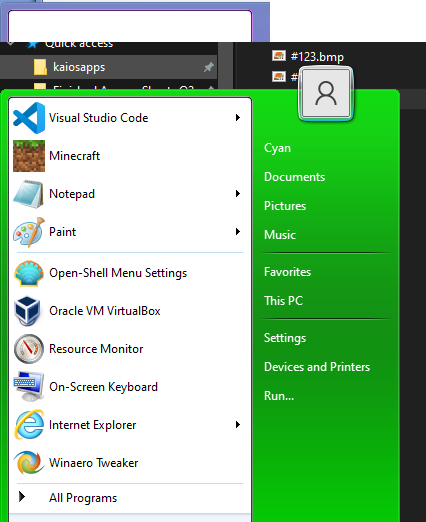 Quick access
kaiosapps
#123.bmp
Visual Studio Code
Minecraft
Notepad
Paint
Open-Shell Menu Settings
Oracle VM VirtualBox
Resource Monitor
On-Screen Keyboard
Internet Explorer
Winaero Tweaker
All Programs
Cyan
Documents
Pictures
Music
Favorites
This PC
Settings
Devices and Printers
Run...